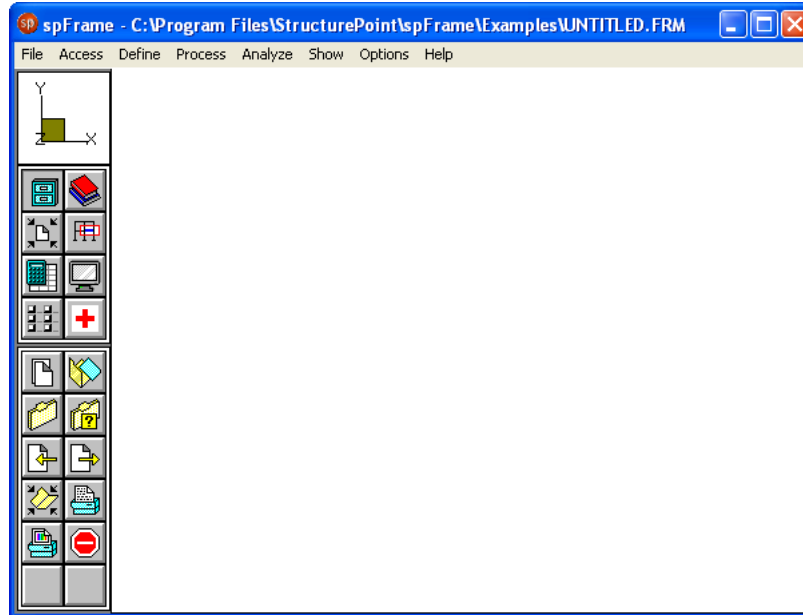 sp spFrame - C:\Program Files\StructurePoint\spFrame\Examples\UNTITLED.FRM
File Access Define Process Analyze Show Options Help
Y
Z X
?